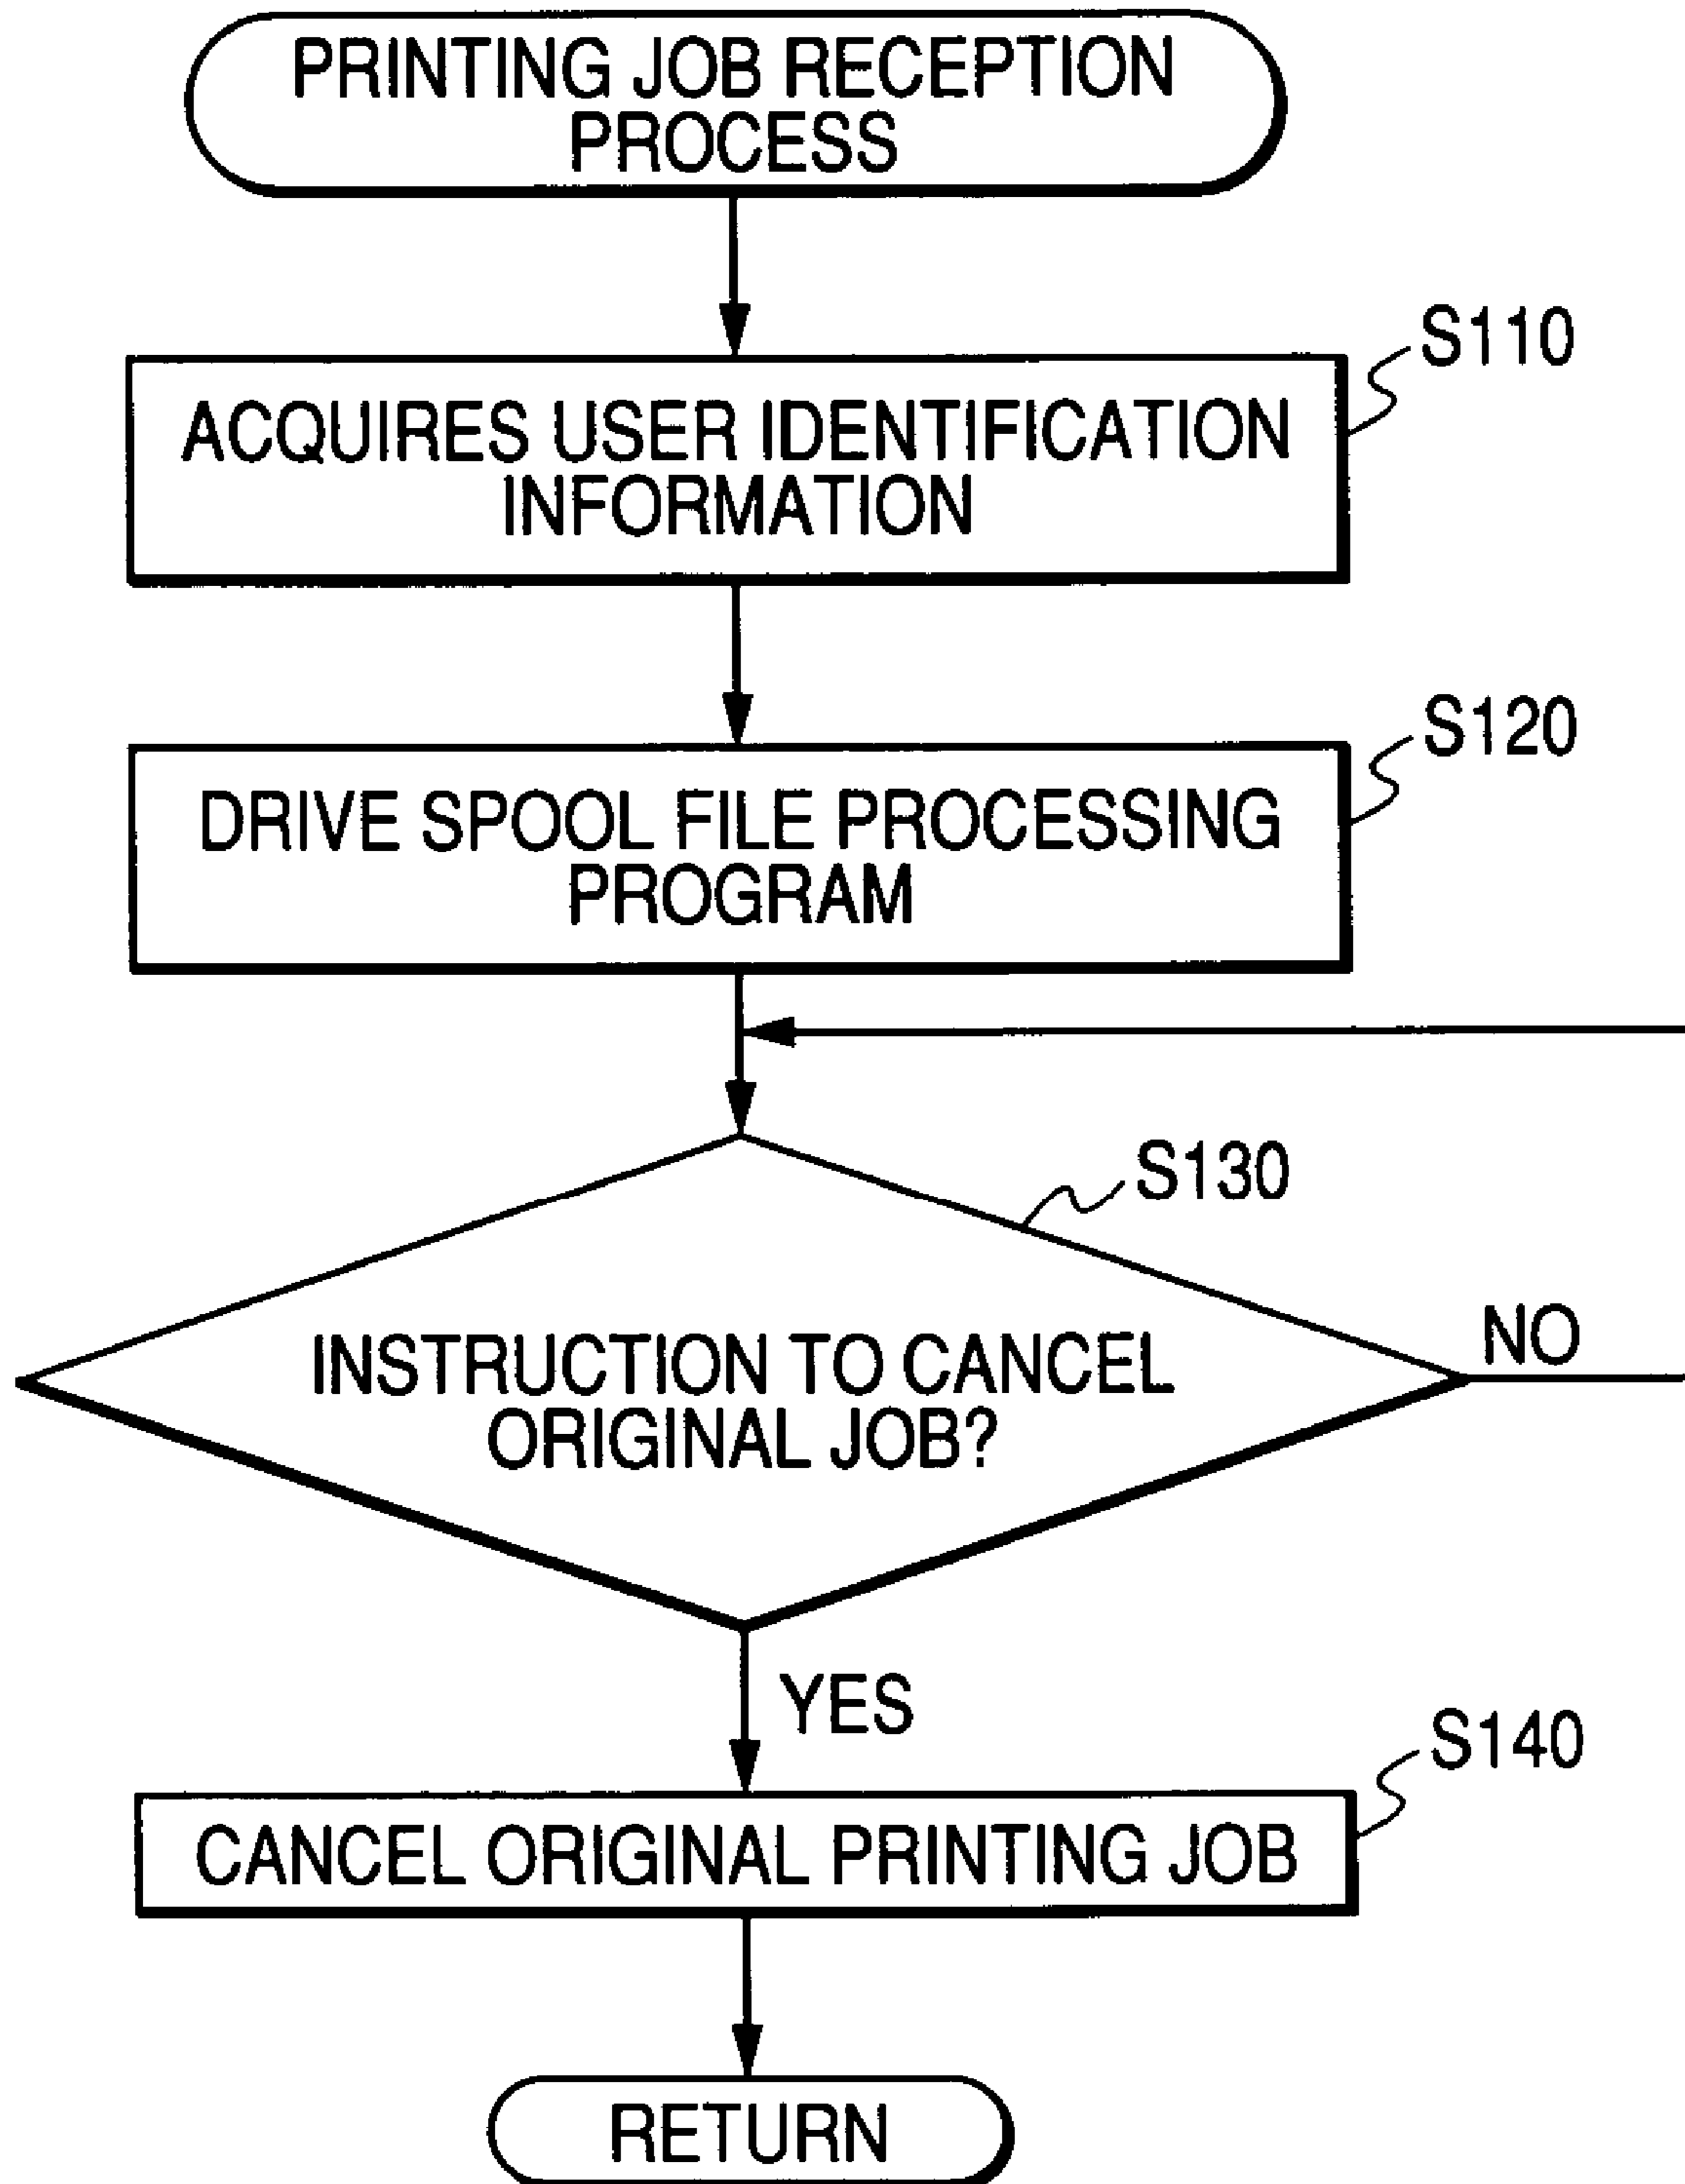 PRINTING JOB RECEPTION
PROCESS
S110
ACQUIRES USER IDENTIFICATION
INFORMATION
S120
DRIVE SPOOL FILE PROCESSING
PROGRAM
S130
INSTRUCTION TO CANCEL
ORIGINAL JOB?
NO
YES
S140
CANCEL ORIGINAL PRINTING JOB
RETURN